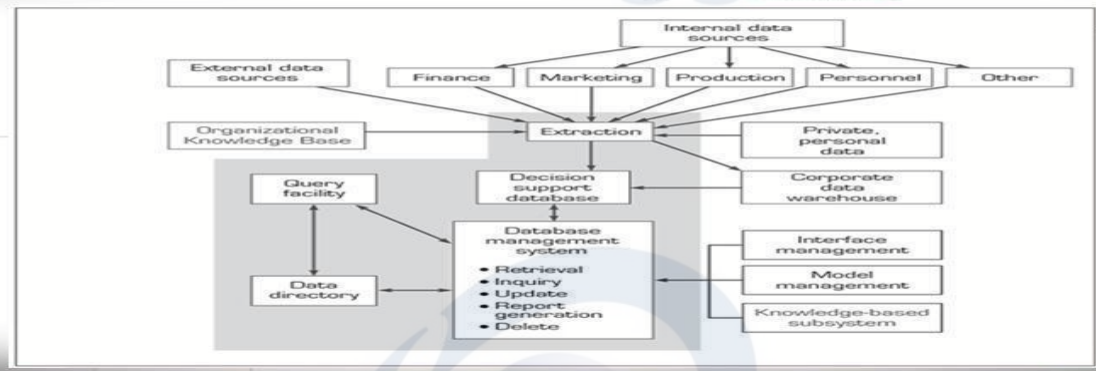 Internal data
sources
External data
sources
Finance
Marketing
Production
Personnel
Other
Organizational
Knowledge Base
Extraction
Private,
personal
data
Query
facility
Decision
support
database
Corporate
data
warehouse
Database
management
system
• Retrieval
• Inquiry
• Update
• Report
generation
• Delete
Interface
management
Data
directory
Model
management
Knowledge-based
subsystem